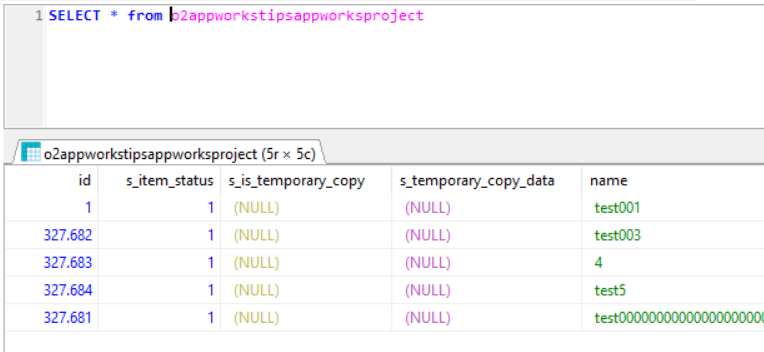 1 SELECT * from o2appworkstipsappworksproject
o2appworkstipsappworksproject (5r × 5c)
id s_item_status s_is_temporary_copy s_temporary_copy_data name
1 1 (NULL) (NULL) test001
327.682 1 (NULL) (NULL) test003
327.683 1 (NULL) (NULL) 4
327.684 1 (NULL) (NULL) test5
327.681 1 (NULL) (NULL)